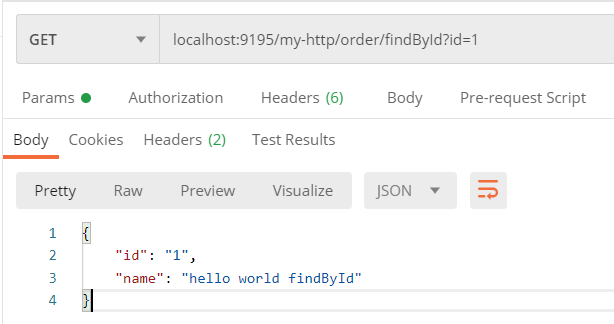 GET localhost:9195/my-http/order/findById?id=1
Params Authorization Headers (6) Body Pre-request Script
Body Cookies Headers (2) Test Results
Pretty Raw Preview Visualize JSON
1 {
2 "id": "1",
3 "name": "hello world findById"
4 }